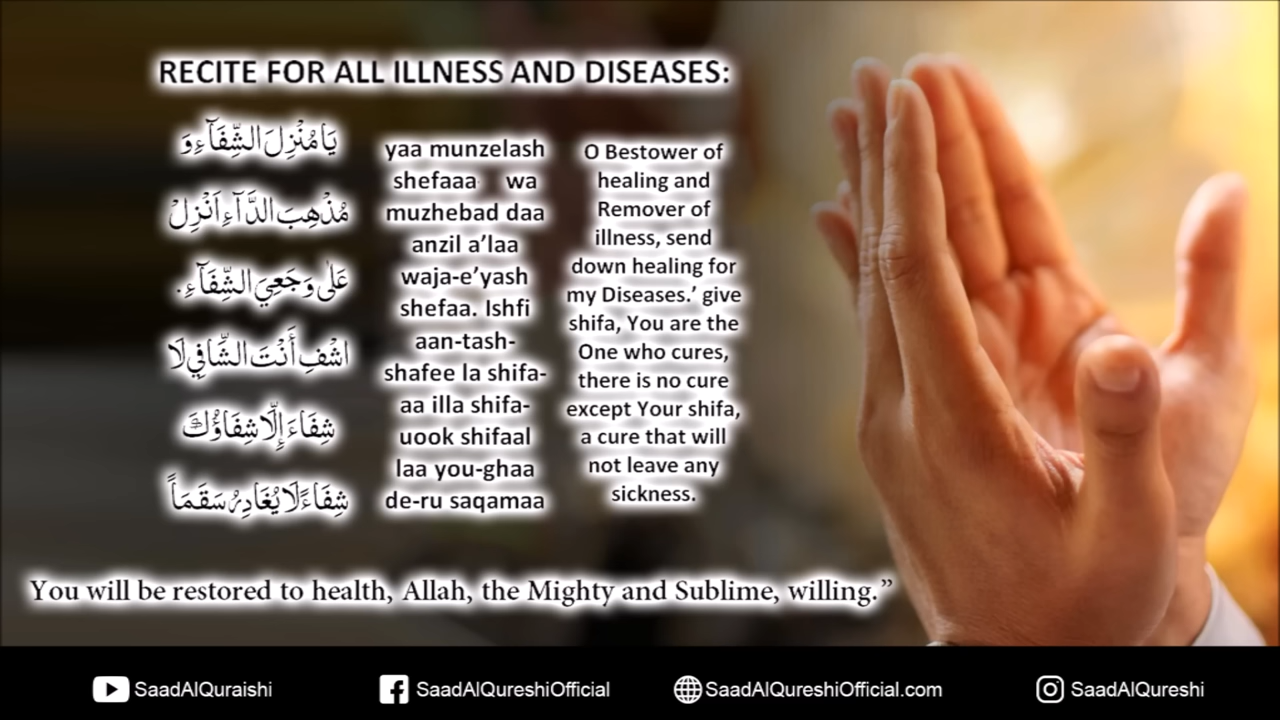 RECITE FOR ALL ILLNESS AND DISEASES:
يَا مُنْزِلَ الشِّفَآءِ وَ
مُذْهِبَ الدَّآءِ اَنْزِلْ
عَلٰى وَجَعِيَ الشِّفَآءِ.
اشْفِ أَنْتَ الشَّافِي لَا
شِفَاءَ إِلَّا شِفَاؤُكَ
شِفَاءً لَا يُغَادِرُ سَقَمَاً
yaa munzelash
shefaaa wa
muzhebad daa
anzil a’laa
waja-e’yash
shefaa. Ishfi
aan-tash-
shafee la shifa-
aa illa shifa-
uook shifaal
laa you-ghaa
de-ru saqamaa
O Bestower of
healing and
Remover of
illness, send
down healing for
my Diseases.’ give
shifa, You are the
One who cures,
there is no cure
except Your shifa,
a cure that will
not leave any
sickness.
You will be restored to health, Allah, the Mighty and Sublime, willing.”
SaadAlQuraishi
SaadAlQureshiOfficial
SaadAlQureshiOfficial.com
SaadAlQureshi